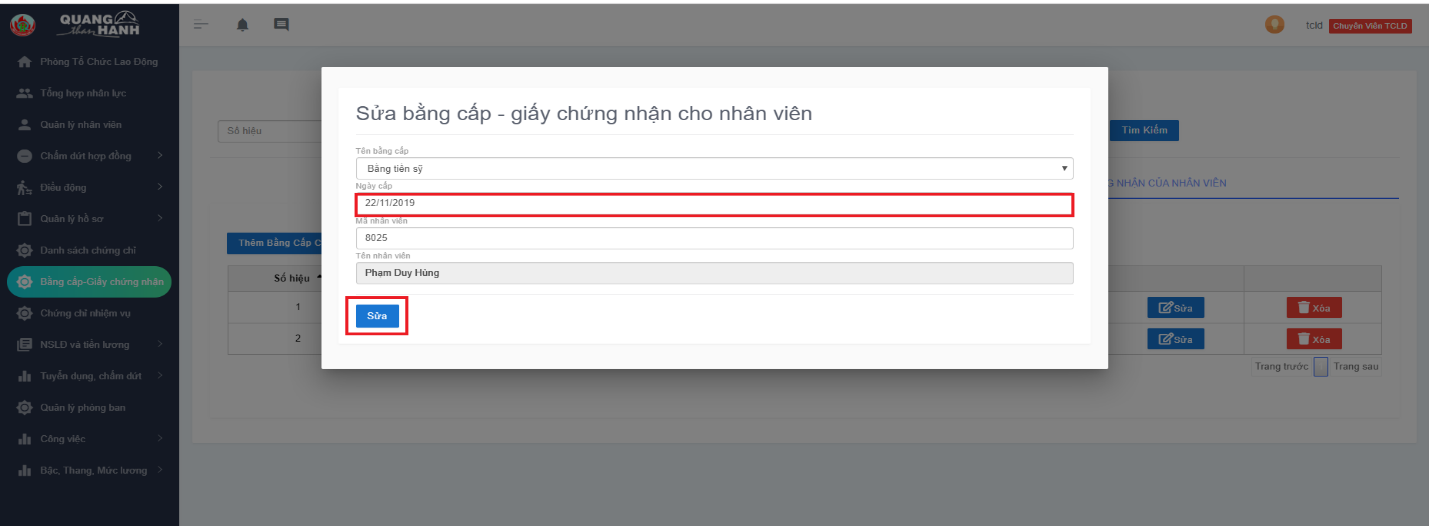 QUANG
than HẠNH
tcld Chuyên Viên TCLD
Phòng Tổ Chức Lao Động
Tổng hợp nhân lực
Quản lý nhân viên
Chấm dứt hợp đồng
Điều động
Quản lý hồ sơ
Danh sách chứng chỉ
Bằng cấp-Giấy chứng nhận
Chứng chỉ nhiệm vụ
NSLD và tiền lương
Tuyển dụng, chấm dứt
Quản lý phòng ban
Công việc
Bậc, Thang, Mức lương
Số hiệu
Tìm Kiếm
NHẬN CỦA NHÂN VIÊN
Thêm Bằng Cấp C
Số hiệu
1 Sửa Xóa
2 Sửa Xóa
Trang trước Trang sau
Sửa bằng cấp - giấy chứng nhận cho nhân viên
Tên bằng cấp
Bằng tiến sỹ
Ngày cấp
22/11/2019
Mã nhân viên
8025
Tên nhân viên
Phạm Duy Hùng
Sửa